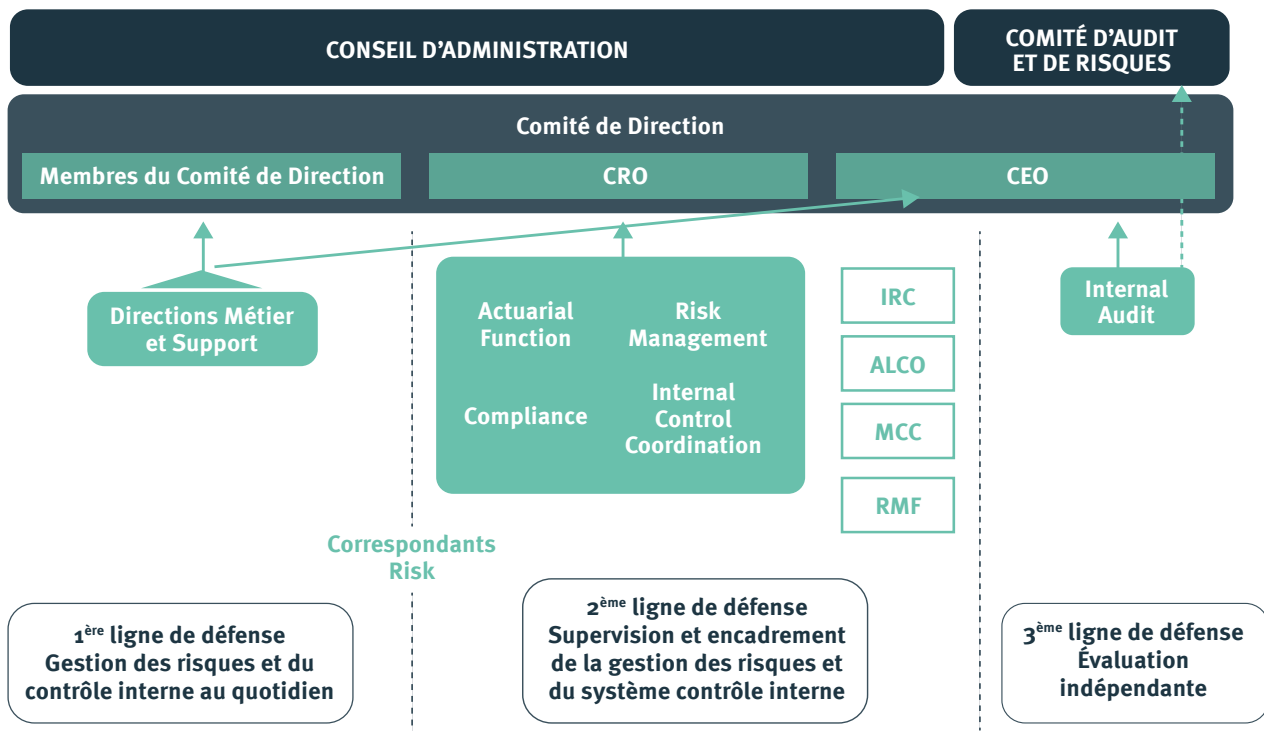 CONSEIL D'ADMINISTRATION
COMITÉ D'AUDIT
ET DE RISQUES
Comité de Direction
Membres du Comité de Direction
CRO
CEO
Directions Métier
et Support
Actuarial
Function
Risk
Management
Compliance
Internal
Control
Coordination
IRC
ALCO
MCC
RMF
Internal
Audit
Correspondants
Risk
1ère ligne de défense
Gestion des risques et du
contrôle interne au quotidien
2ème ligne de défense
Supervision et encadrement
de la gestion des risques et
du système contrôle interne
3ème ligne de défense
Évaluation
indépendante